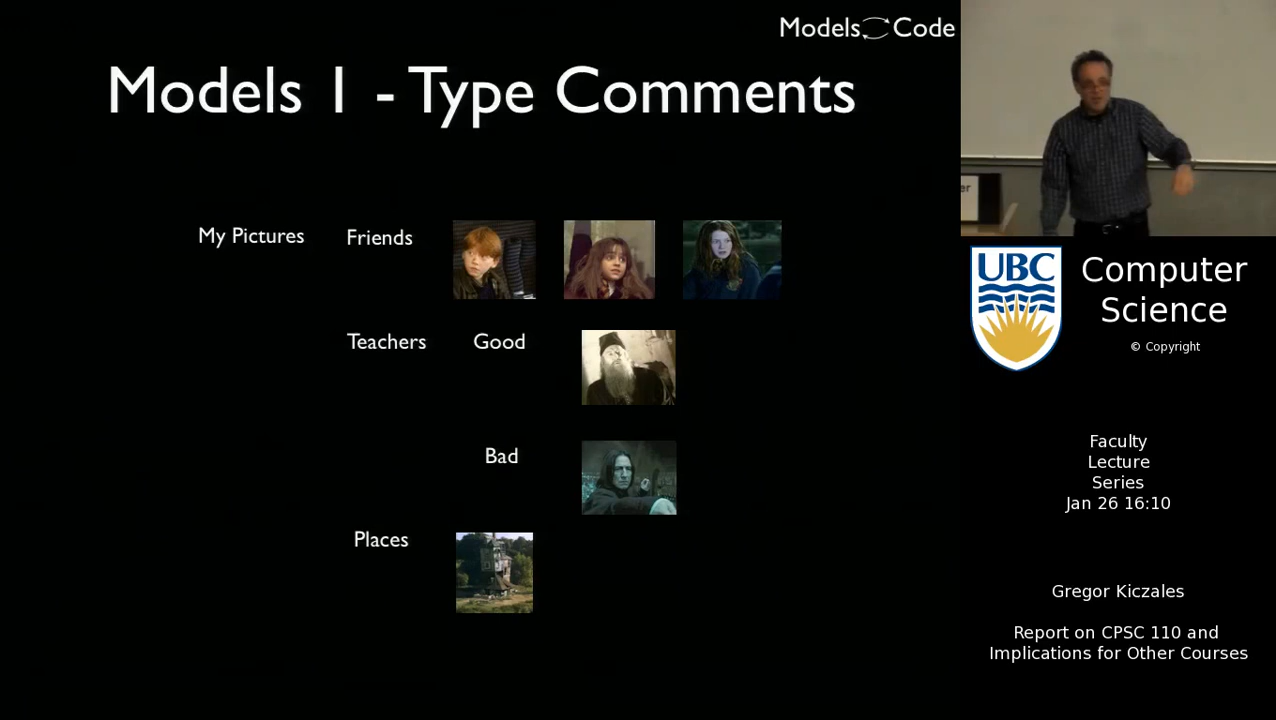 Models Code
Models 1 - Type Comments
My Pictures
Friends
Teachers
Good
Bad
Places
er
UBC
Computer
Science
© Copyright
Faculty
Lecture
Series
Jan 26 16:10
Gregor Kiczales
Report on CPSC 110 and
Implications for Other Courses